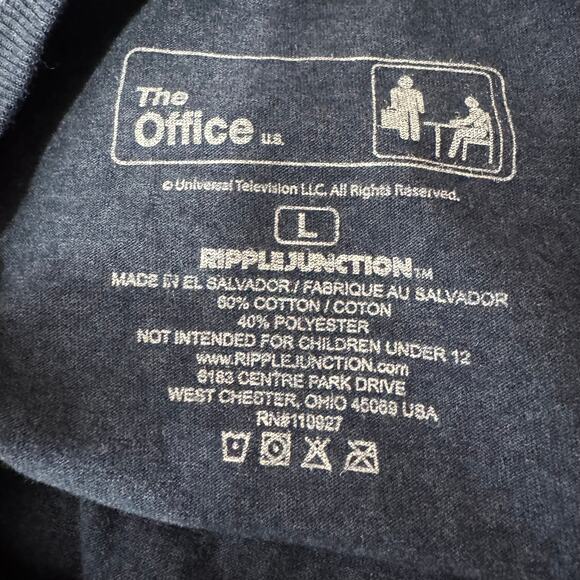 The
Office U.S.
© Universal Television LLC. All Rights Reserved.
L
RIPPLEJUNCTION™
MADE IN EL SALVADOR / FABRIQUE AU SALVADOR
60% COTTON / COTON
40% POLYESTER
NOT INTENDED FOR CHILDREN UNDER 12
www.RIPPLEJUNCTION.com
6183 CENTRE PARK DRIVE
WEST CHESTER, OHIO 45069 USA
RN#110927